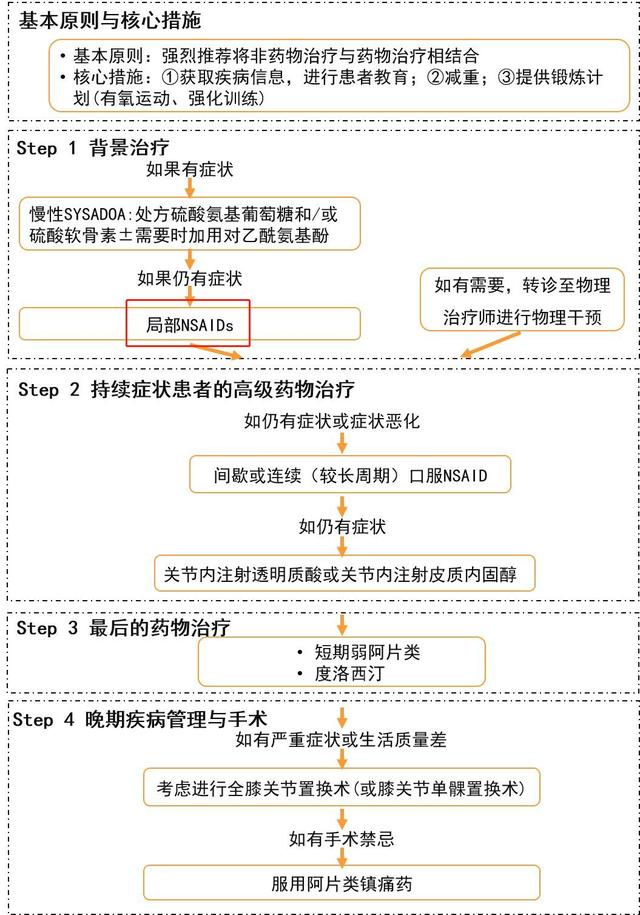 基本原则与核心措施
• 基本原则：强烈推荐将非药物治疗与药物治疗相结合
• 核心措施：①获取疾病信息，进行患者教育；②减重；③提供锻炼计
划(有氧运动、强化训练)
Step 1 背景治疗
如果有症状
慢性SYSADOA:处方硫酸氨基葡萄糖和/或
硫酸软骨素±需要时加用对乙酰氨基酚
如果仍有症状
局部NSAIDs
如有需要，转诊至物理
治疗师进行物理干预
Step 2 持续症状患者的高级药物治疗
如仍有症状或症状恶化
间歇或连续（较长周期）口服NSAID
如仍有症状
关节内注射透明质酸或关节内注射皮质内固醇
Step 3 最后的药物治疗
• 短期弱阿片类
• 度洛西汀
Step 4 晚期疾病管理与手术
如有严重症状或生活质量差
考虑进行全膝关节置换术(或膝关节单髁置换术)
如有手术禁忌
服用阿片类镇痛药